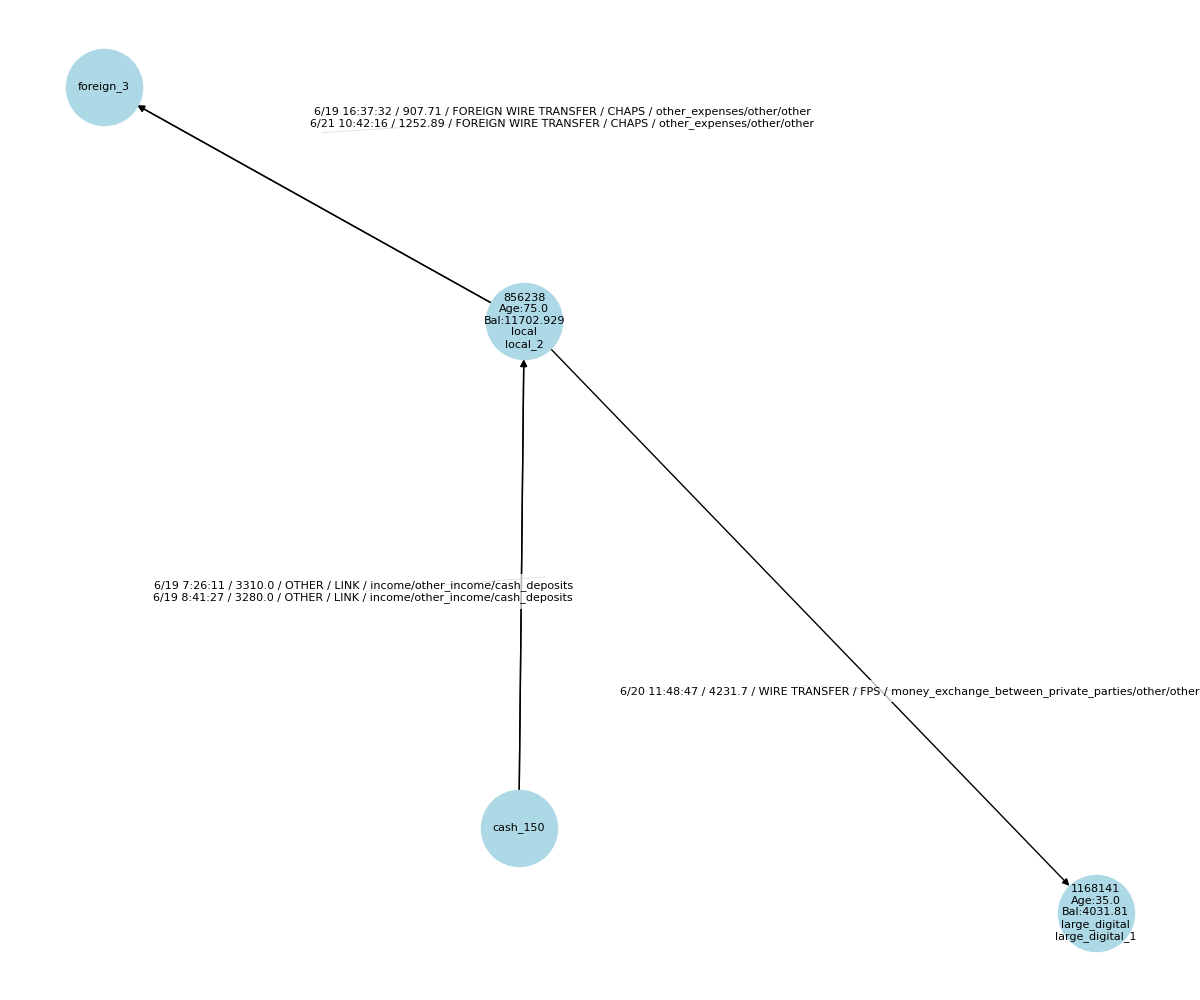 foreign_3
6/19 16:37:32 / 907.71 / FOREIGN WIRE TRANSFER / CHAPS / other_expenses/other/other
6/21 10:42:16 / 1252.89 / FOREIGN WIRE TRANSFER / CHAPS / other_expenses/other/other
856238
Age:75.0
Bal:11702.929
local
local_2
6/19 7:26:11 / 3310.0 / OTHER / LINK / income/other_income/cash_deposits
6/19 8:41:27 / 3280.0 / OTHER / LINK / income/other_income/cash_deposits
6/20 11:48:47 / 4231.7 / WIRE TRANSFER / FPS / money_exchange_between_private_parties/other/other
cash_150
1168141
Age:35.0
Bal:4031.81
large_digital
large_digital_1